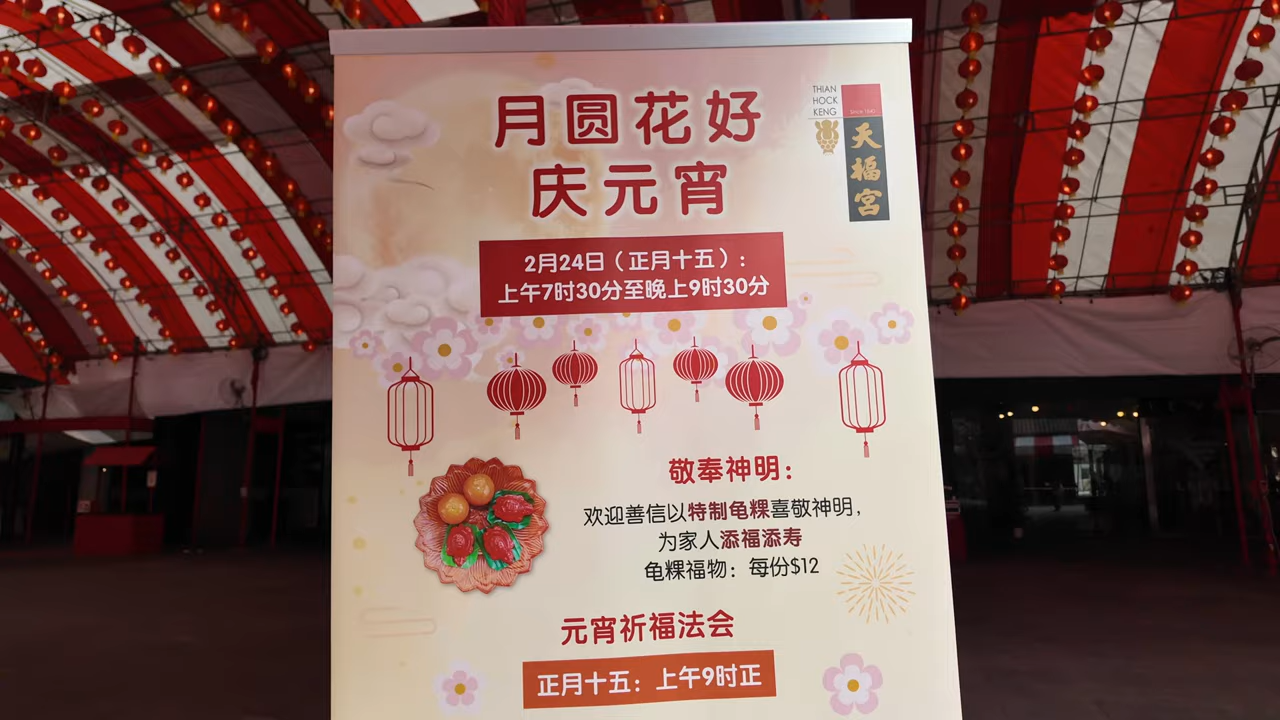 月圆花好
庆元宵
THIAN
HOCK
KENG
since 1840
天福宫
2月24日（正月十五）：
上午7时30分至晚上9时30分
敬奉神明：
欢迎善信以特制龟粿喜敬神明，
为家人添福添寿
龟粿福物：每份$12
元宵祈福法会
正月十五：上午9时正